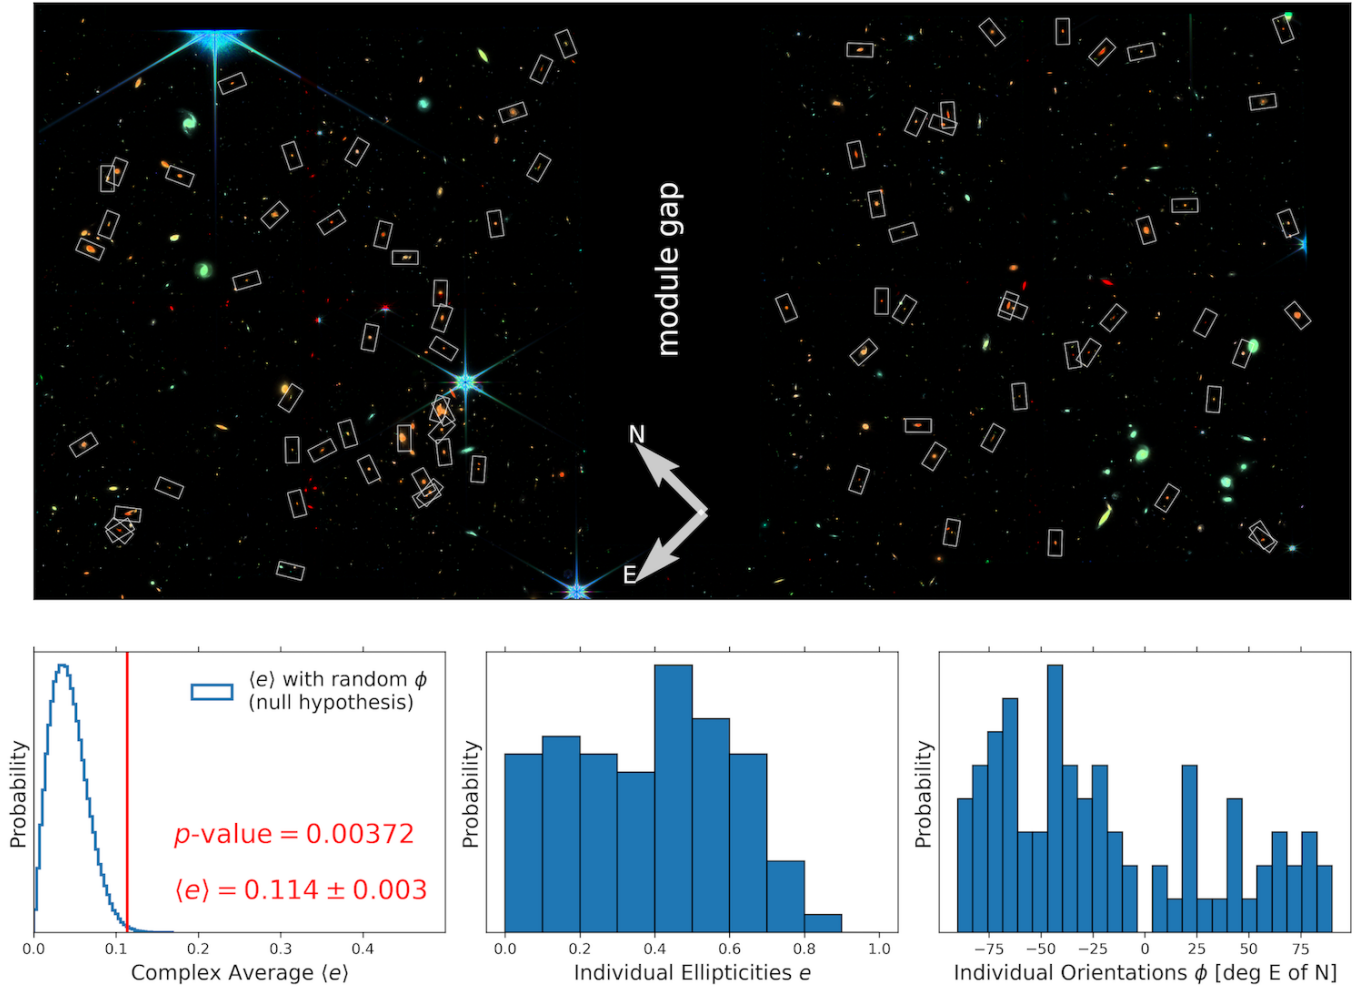 module gap
N
E
Probability
⟨e⟩ with random ϕ
(null hypothesis)
p-value = 0.00372
⟨e⟩ = 0.114 ± 0.003
0.0 0.1 0.2 0.3 0.4
Complex Average ⟨e⟩
Probability
0.0 0.2 0.4 0.6 0.8 1.0
Individual Ellipticities e
Probability
−75 −50 −25 0 25 50 75
Individual Orientations ϕ [deg E of N]